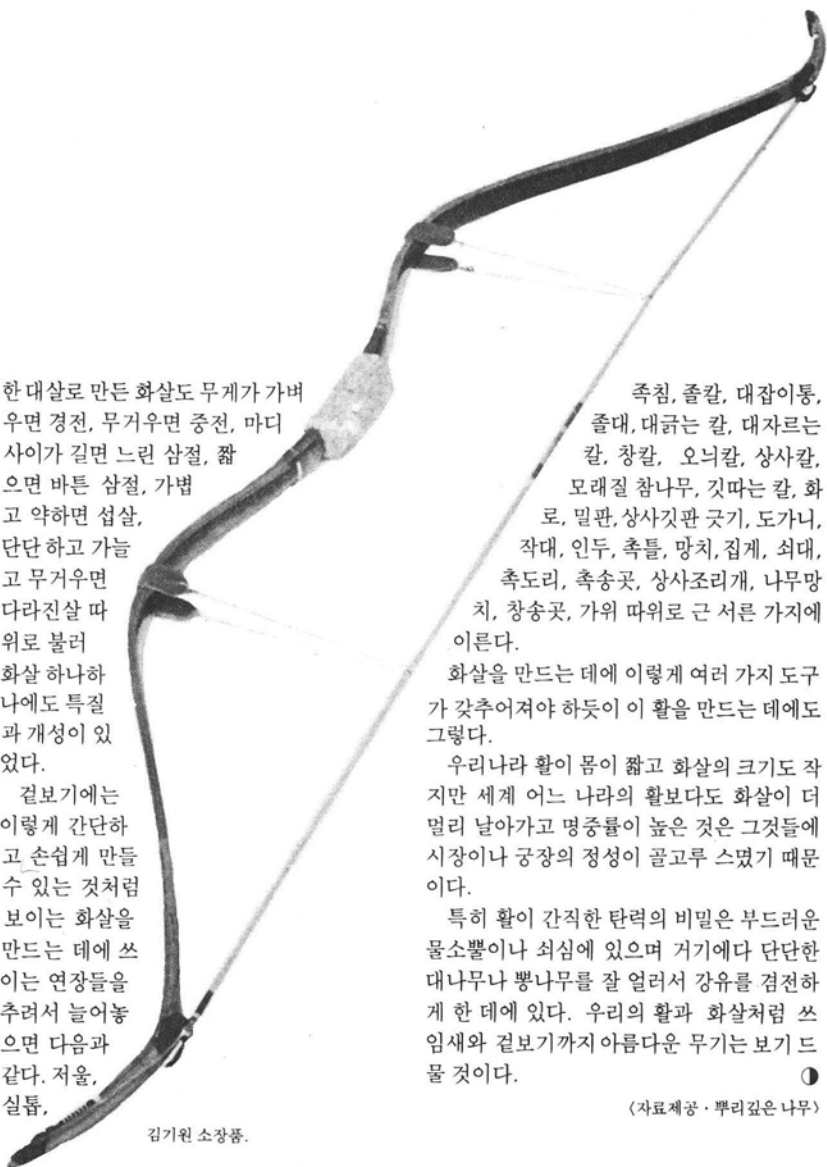 한 대살로 만든 화살도 무게가 가벼
우면 경전, 무거우면 중전, 마디
사이가 길면 느린 삼절, 짧
으면 바튼 삼절, 가볍
고 약하면 섭살,
단단하고 가늘
고 무거우면
다라진살 따
위로 불러
화살 하나하
나에도 특질
과 개성이 있
었다.
겉보기에는
이렇게 간단하
고 손쉽게 만들
수 있는 것처럼
보이는 화살을
만드는 데에 쓰
이는 연장들을
추려서 늘어놓
으면 다음과
같다. 저울,
실톱,
족침, 졸칼, 대잡이통,
졸대, 대긁는 칼, 대자르는
칼, 창칼, 오늬칼, 상사칼,
모래질 참나무, 깃따는 칼, 화
로, 밀판, 상사깃판 긋기, 도가니,
작대, 인두, 촉틀, 망치, 집게, 쇠대,
촉도리, 촉송곳, 상사조리개, 나무망
치, 창송곳, 가위 따위로 근 서른 가지에
이른다.
화살을 만드는 데에 이렇게 여러 가지 도구
가 갖추어져야 하듯이 이 활을 만드는 데에도
그렇다.
우리나라 활이 몸이 짧고 화살의 크기도 작
지만 세계 어느 나라의 활보다도 화살이 더
멀리 날아가고 명중률이 높은 것은 그것들에
시장이나 궁장의 정성이 골고루 스몄기 때문
이다.
특히 활이 간직한 탄력의 비밀은 부드러운
물소뿔이나 쇠심에 있으며 거기에다 단단한
대나무나 뽕나무를 잘 얼러서 강유를 겸전하
게 한 데에 있다. 우리의 활과 화살처럼 쓰
임새와 겉보기까지 아름다운 무기는 보기 드
물 것이다.
〈자료제공 · 뿌리깊은 나무〉
김기원 소장품.